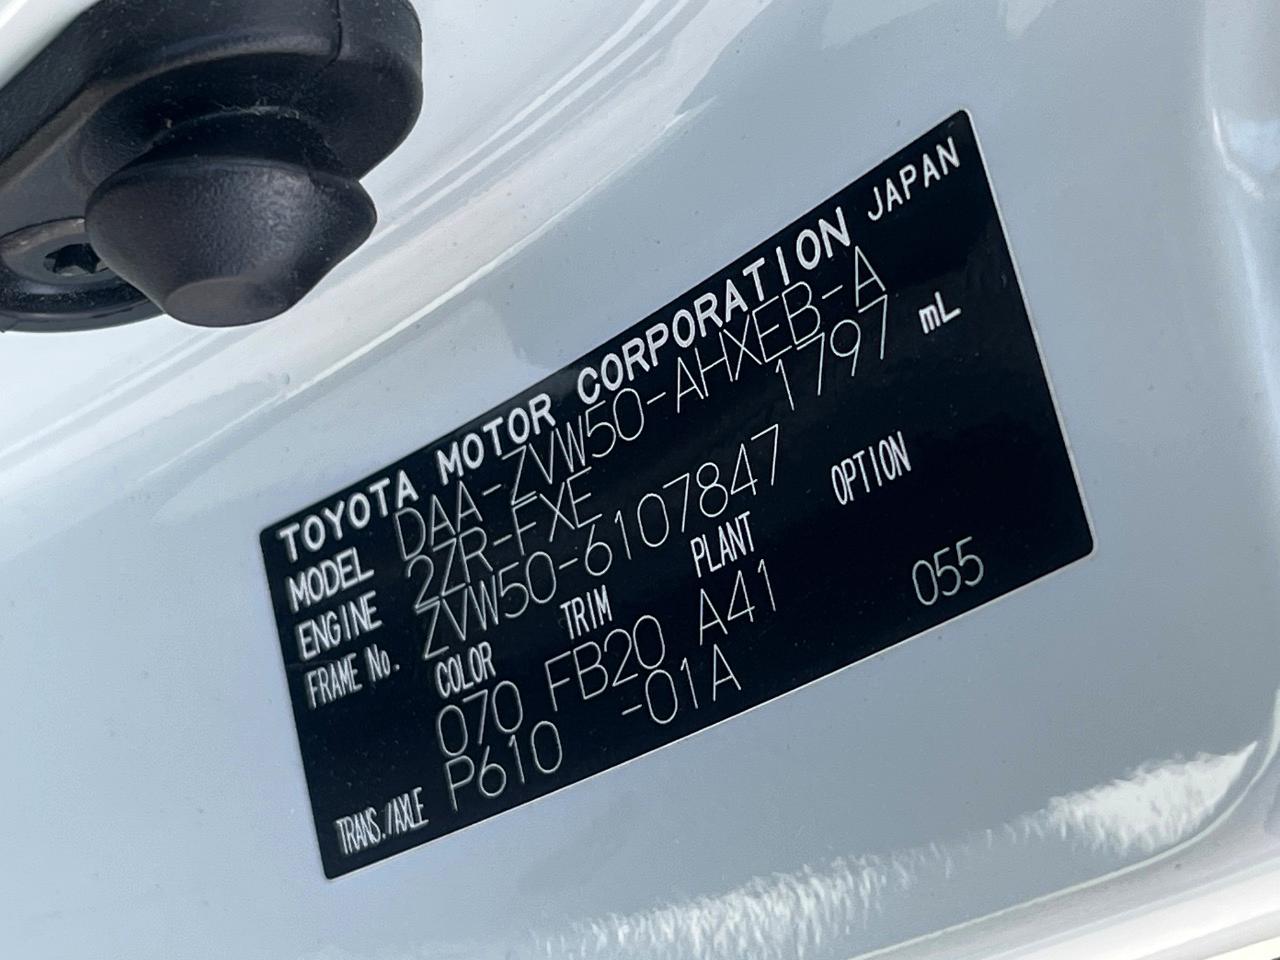 TOYOTA MOTOR CORPORATION JAPAN
MODEL DAA-ZVW50-AHXEB-A
ENGINE 2ZR-FXE 1797 mL
FRAME No. ZVW50-6107847
COLOR TRIM PLANT OPTION
070 FB20 A41 055
TRANS./AXLE P610 -01A